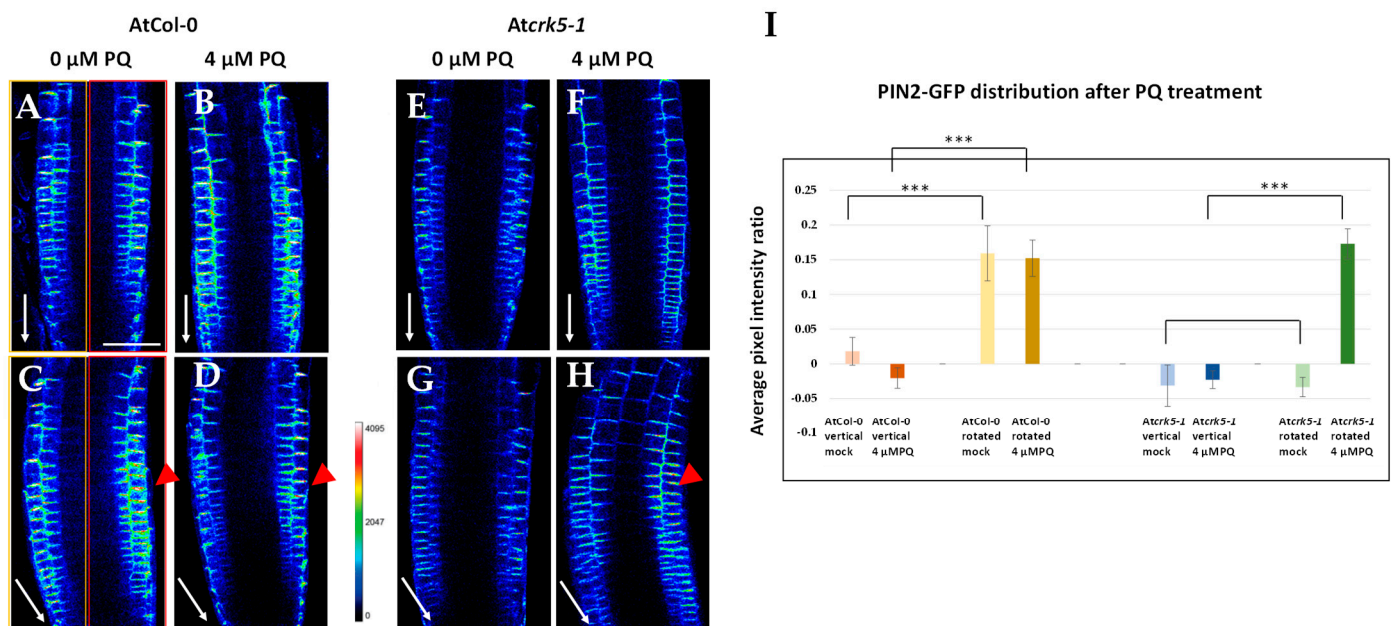 AtCol-0
Atcrk5-1
0 µM PQ
4 µM PQ
0 µM PQ
4 µM PQ
A
B
E
F
C
D
G
H
4095
2047
0
I
PIN2-GFP distribution after PQ treatment
Average pixel intensity ratio
0.25
0.2
0.15
0.1
0.05
0
-0.05
-0.1
***
***
***
AtCol-0
vertical
mock
AtCol-0
vertical
4 µMPQ
AtCol-0
rotated
mock
AtCol-0
rotated
4 µMPQ
Atcrk5-1
vertical
mock
Atcrk5-1
vertical
4 µMPQ
Atcrk5-1
rotated
mock
Atcrk5-1
rotated
4 µMPQ